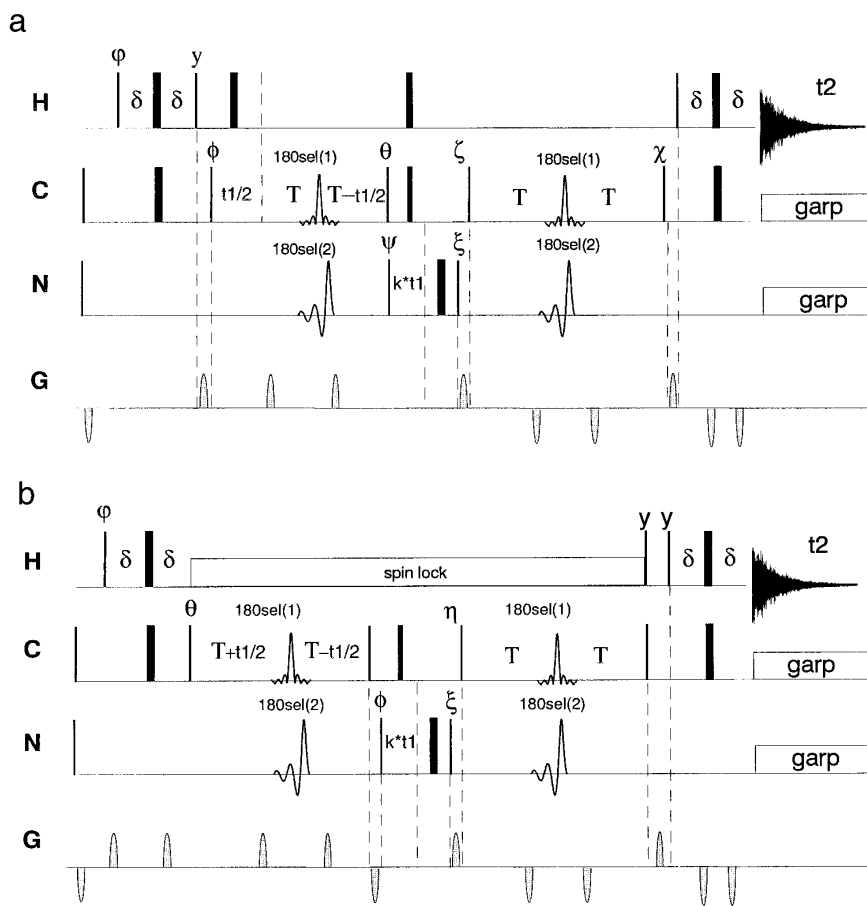 a
φ y t2
H δ δ δ δ
180sel(1) 180sel(1)
ϕ θ ζ χ
C t1/2 T T−t1/2 T T garp
180sel(2) 180sel(2)
ψ ξ
N k*t1 garp
G
b
φ y y t2
H δ δ spin lock δ δ
θ 180sel(1) η 180sel(1)
C T+t1/2 T−t1/2 T T garp
180sel(2) ϕ ξ 180sel(2)
N k*t1 garp
G